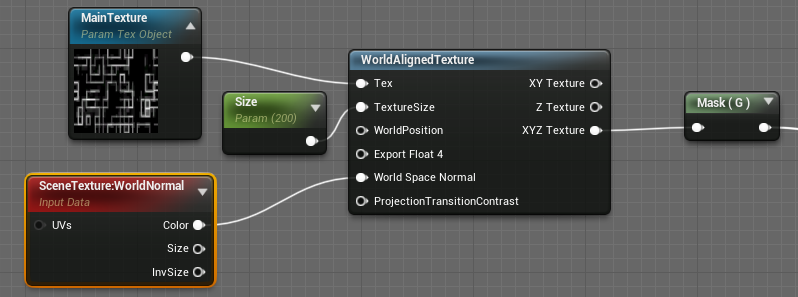 MainTexture
Param Tex Object
Size
Param (200)
SceneTexture:WorldNormal
Input Data
UVs
Color
Size
InvSize
WorldAlignedTexture
Tex
XY Texture
TextureSize
Z Texture
WorldPosition
XYZ Texture
Export Float 4
World Space Normal
ProjectionTransitionContrast
Mask ( G )